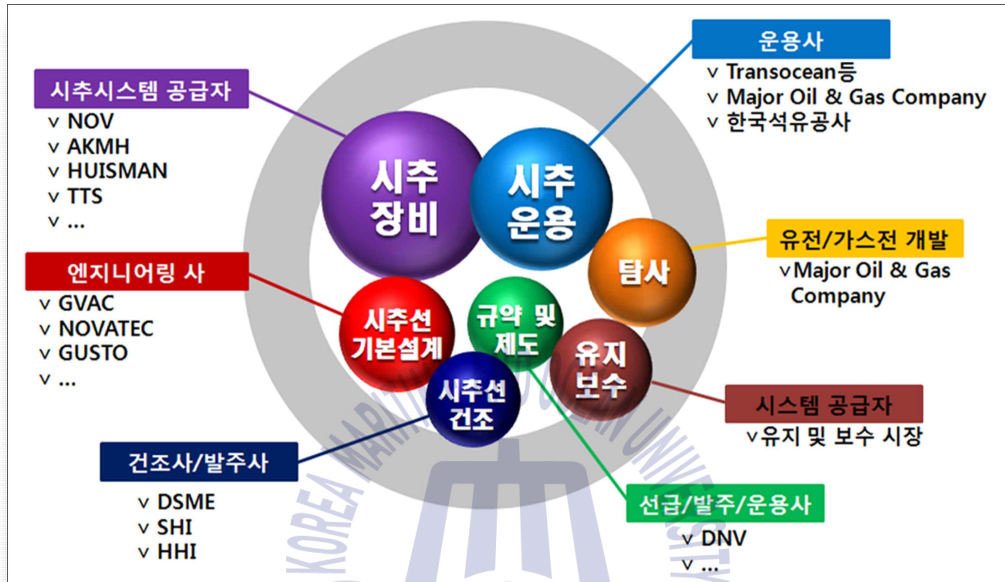 운용사
v Transocean등
v Major Oil & Gas Company
v 한국석유공사
시추시스템 공급자
v NOV
v AKMH
v HUISMAN
v TTS
v ...
시추
장비
시추
운용
탐사
유전/가스전 개발
v Major Oil & Gas
Company
엔지니어링 사
v GVAC
v NOVATEC
v GUSTO
v ...
시추선
기본설계
규약 및
제도
유지
보수
시추선
건조
시스템 공급자
v 유지 및 보수 시장
건조사/발주사
v DSME
v SHI
v HHI
선급/발주/운용사
v DNV
v ...
KOREA MARITIME AND OCEAN UNIVERSITY